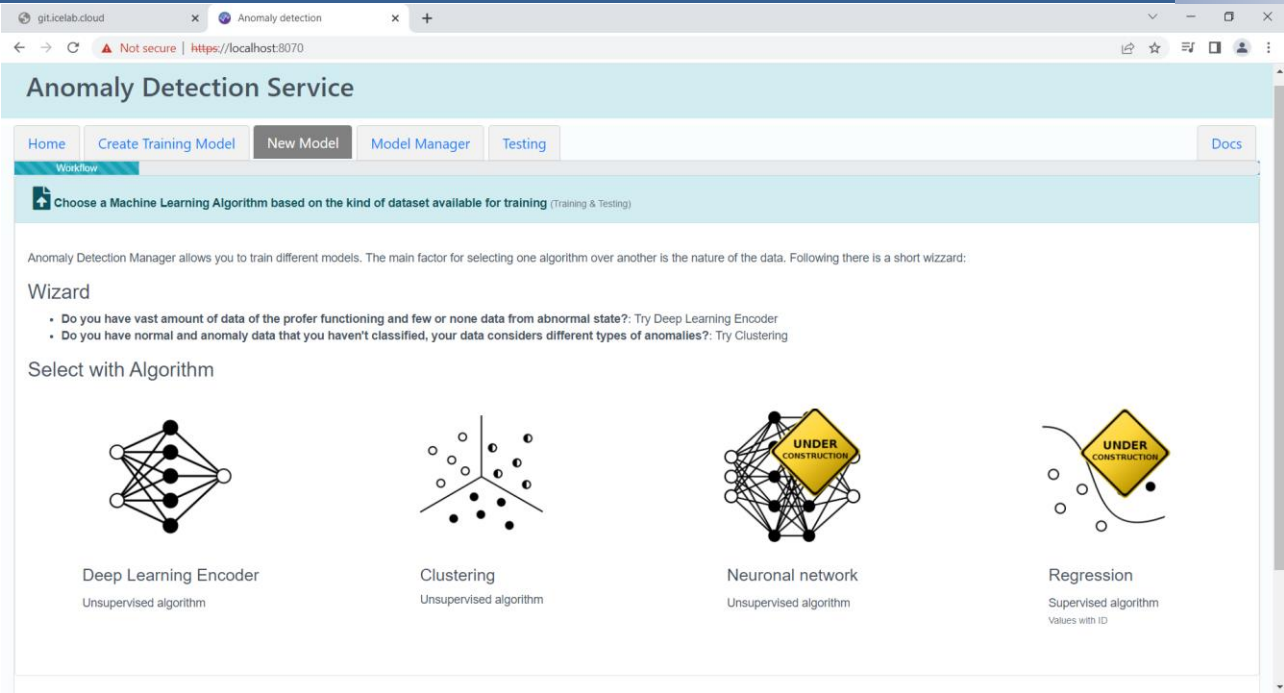 git.icelab.cloud
Anomaly detection
Not secure | https://localhost:8070
Anomaly Detection Service
Home
Create Training Model
New Model
Model Manager
Testing
Docs
Workflow
Choose a Machine Learning Algorithm based on the kind of dataset available for training (Training & Testing)
Anomaly Detection Manager allows you to train different models. The main factor for selecting one algorithm over another is the nature of the data. Following there is a short wizzard:
Wizard
• Do you have vast amount of data of the profer functioning and few or none data from abnormal state?: Try Deep Learning Encoder
• Do you have normal and anomaly data that you haven't classified, your data considers different types of anomalies?: Try Clustering
Select with Algorithm
UNDER
CONSTRUCTION
UNDER
CONSTRUCTION
Deep Learning Encoder
Unsupervised algorithm
Clustering
Unsupervised algorithm
Neuronal network
Unsupervised algorithm
Regression
Supervised algorithm
Values with ID